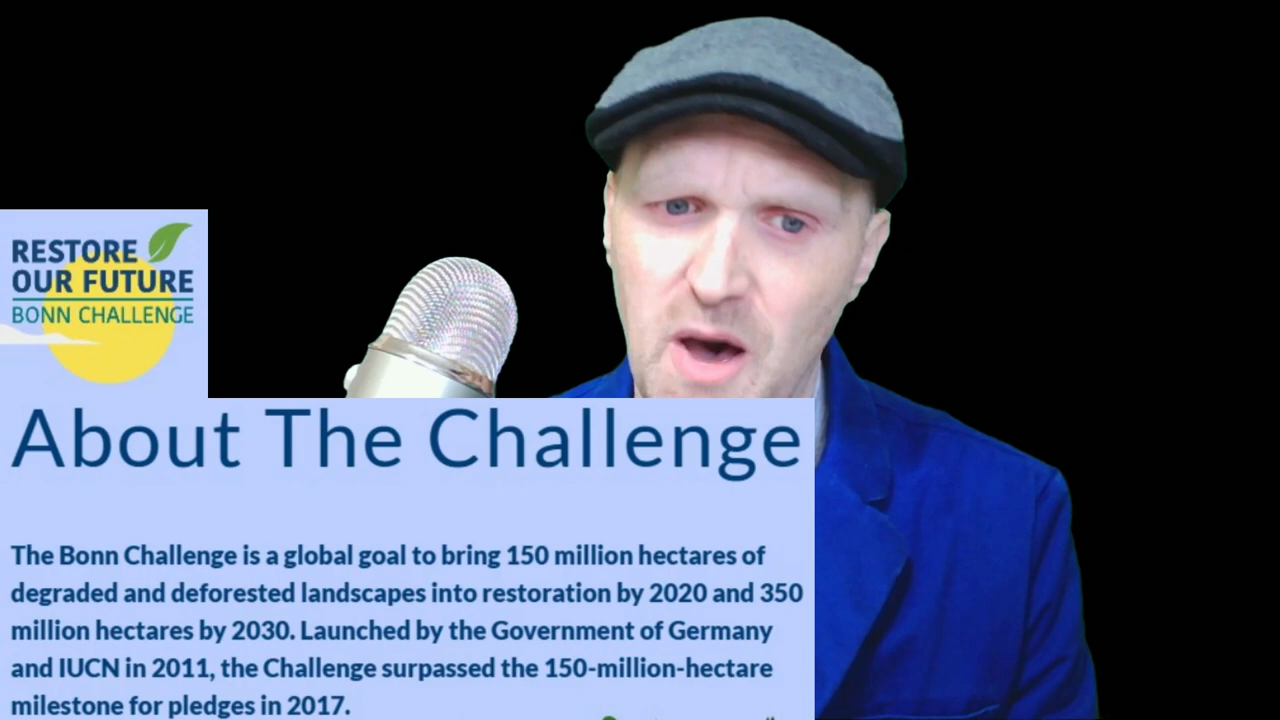 RESTORE
OUR FUTURE
BONN CHALLENGE
About The Challenge
The Bonn Challenge is a global goal to bring 150 million hectares of
degraded and deforested landscapes into restoration by 2020 and 350
million hectares by 2030. Launched by the Government of Germany
and IUCN in 2011, the Challenge surpassed the 150-million-hectare
milestone for pledges in 2017.